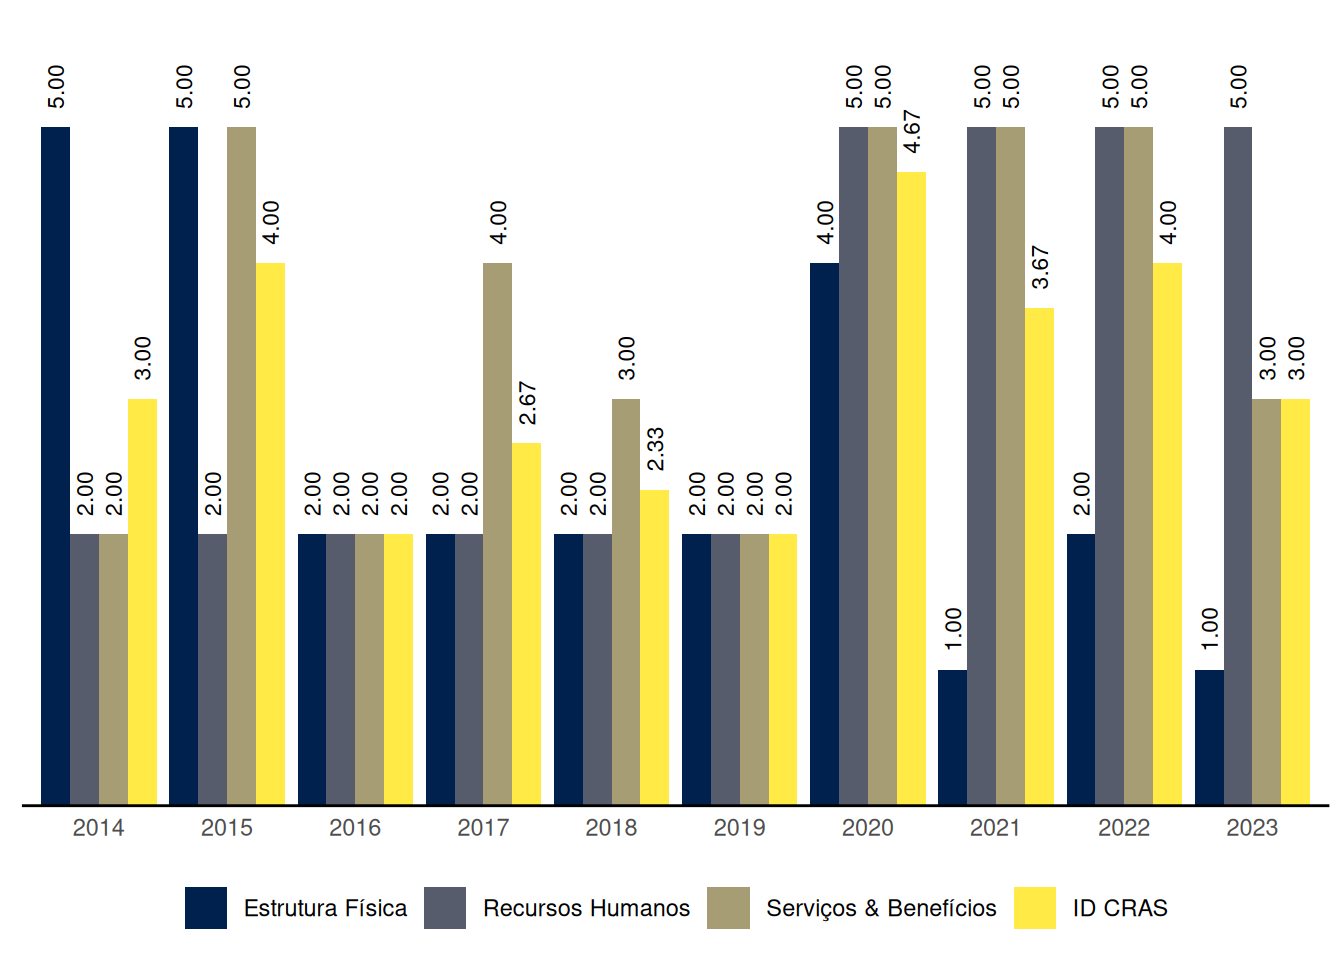 5.00 2.00 2.00 3.00
5.00 2.00 5.00 4.00
2.00 2.00 2.00 2.00
2.00 2.00 4.00 2.67
2.00 2.00 3.00 2.33
2.00 2.00 2.00 2.00
4.00 5.00 5.00 4.67
1.00 5.00 5.00 3.67
2.00 5.00 5.00 4.00
1.00 5.00 3.00 3.00
2014 2015 2016 2017 2018 2019 2020 2021 2022 2023
Estrutura Física Recursos Humanos Serviços & Benefícios ID CRAS